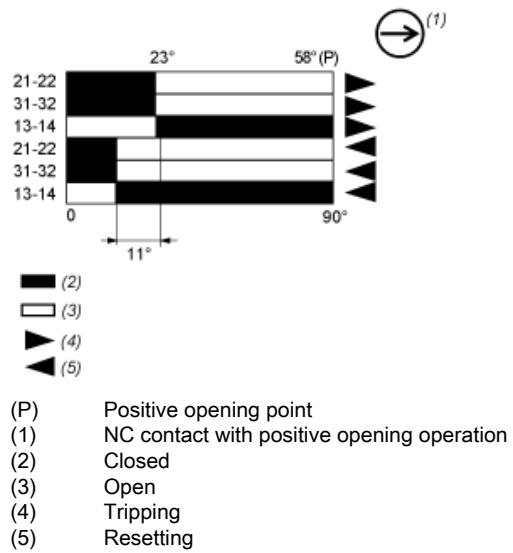 (1)
23° 58° (P)
21-22
31-32
13-14
21-22
31-32
13-14
0 90°
11°
(2)
(3)
(4)
(5)
(P) Positive opening point
(1) NC contact with positive opening operation
(2) Closed
(3) Open
(4) Tripping
(5) Resetting